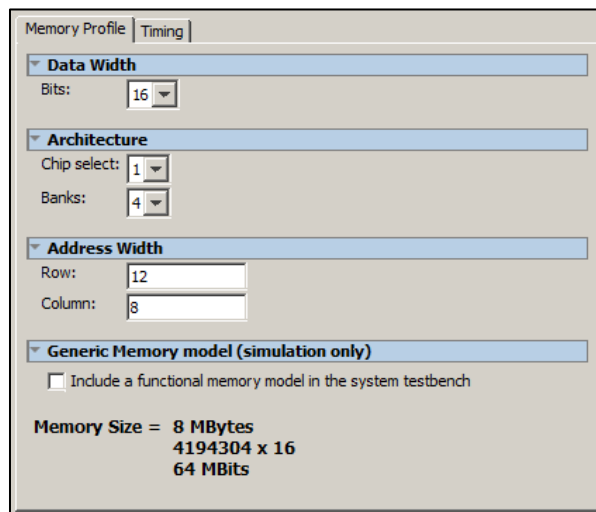 Memory Profile Timing
Data Width
Bits: 16
Architecture
Chip select: 1
Banks: 4
Address Width
Row: 12
Column: 8
Generic Memory model (simulation only)
Include a functional memory model in the system testbench
Memory Size = 8 MBytes
4194304 x 16
64 MBits